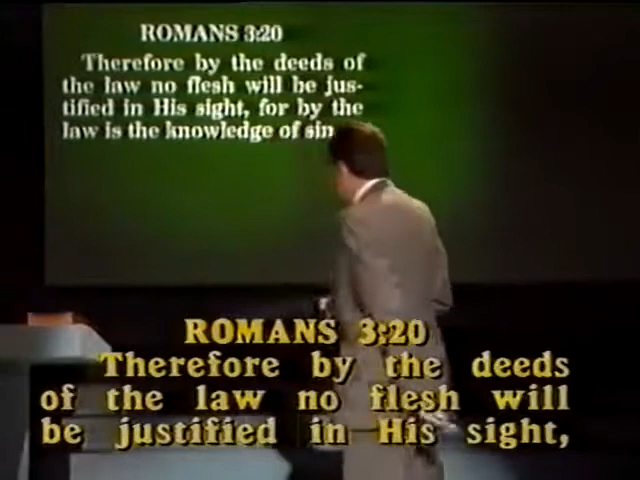 ROMANS 3:20
Therefore by the deeds of
the law no flesh will be jus-
tified in His sight, for by the
law is the knowledge of sin
ROMANS 3:20
Therefore by the deeds
of the law no flesh will
be justified in His sight,